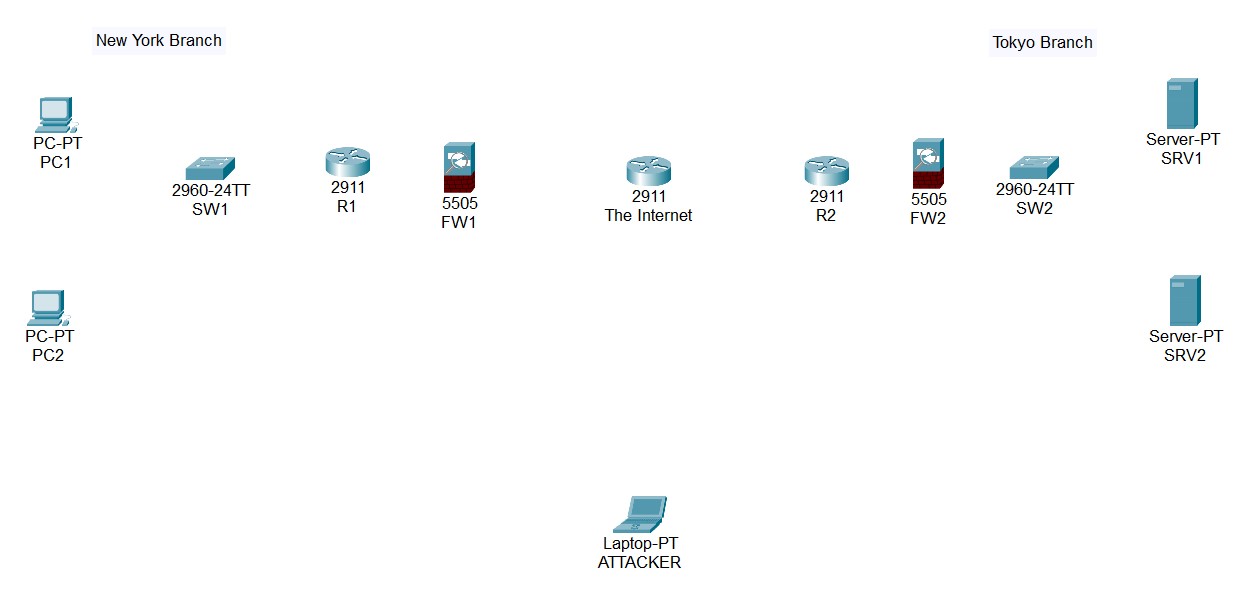 New York Branch
Tokyo Branch
PC-PT
PC1
2960-24TT
SW1
2911
R1
5505
FW1
2911
The Internet
2911
R2
5505
FW2
2960-24TT
SW2
Server-PT
SRV1
PC-PT
PC2
Server-PT
SRV2
Laptop-PT
ATTACKER